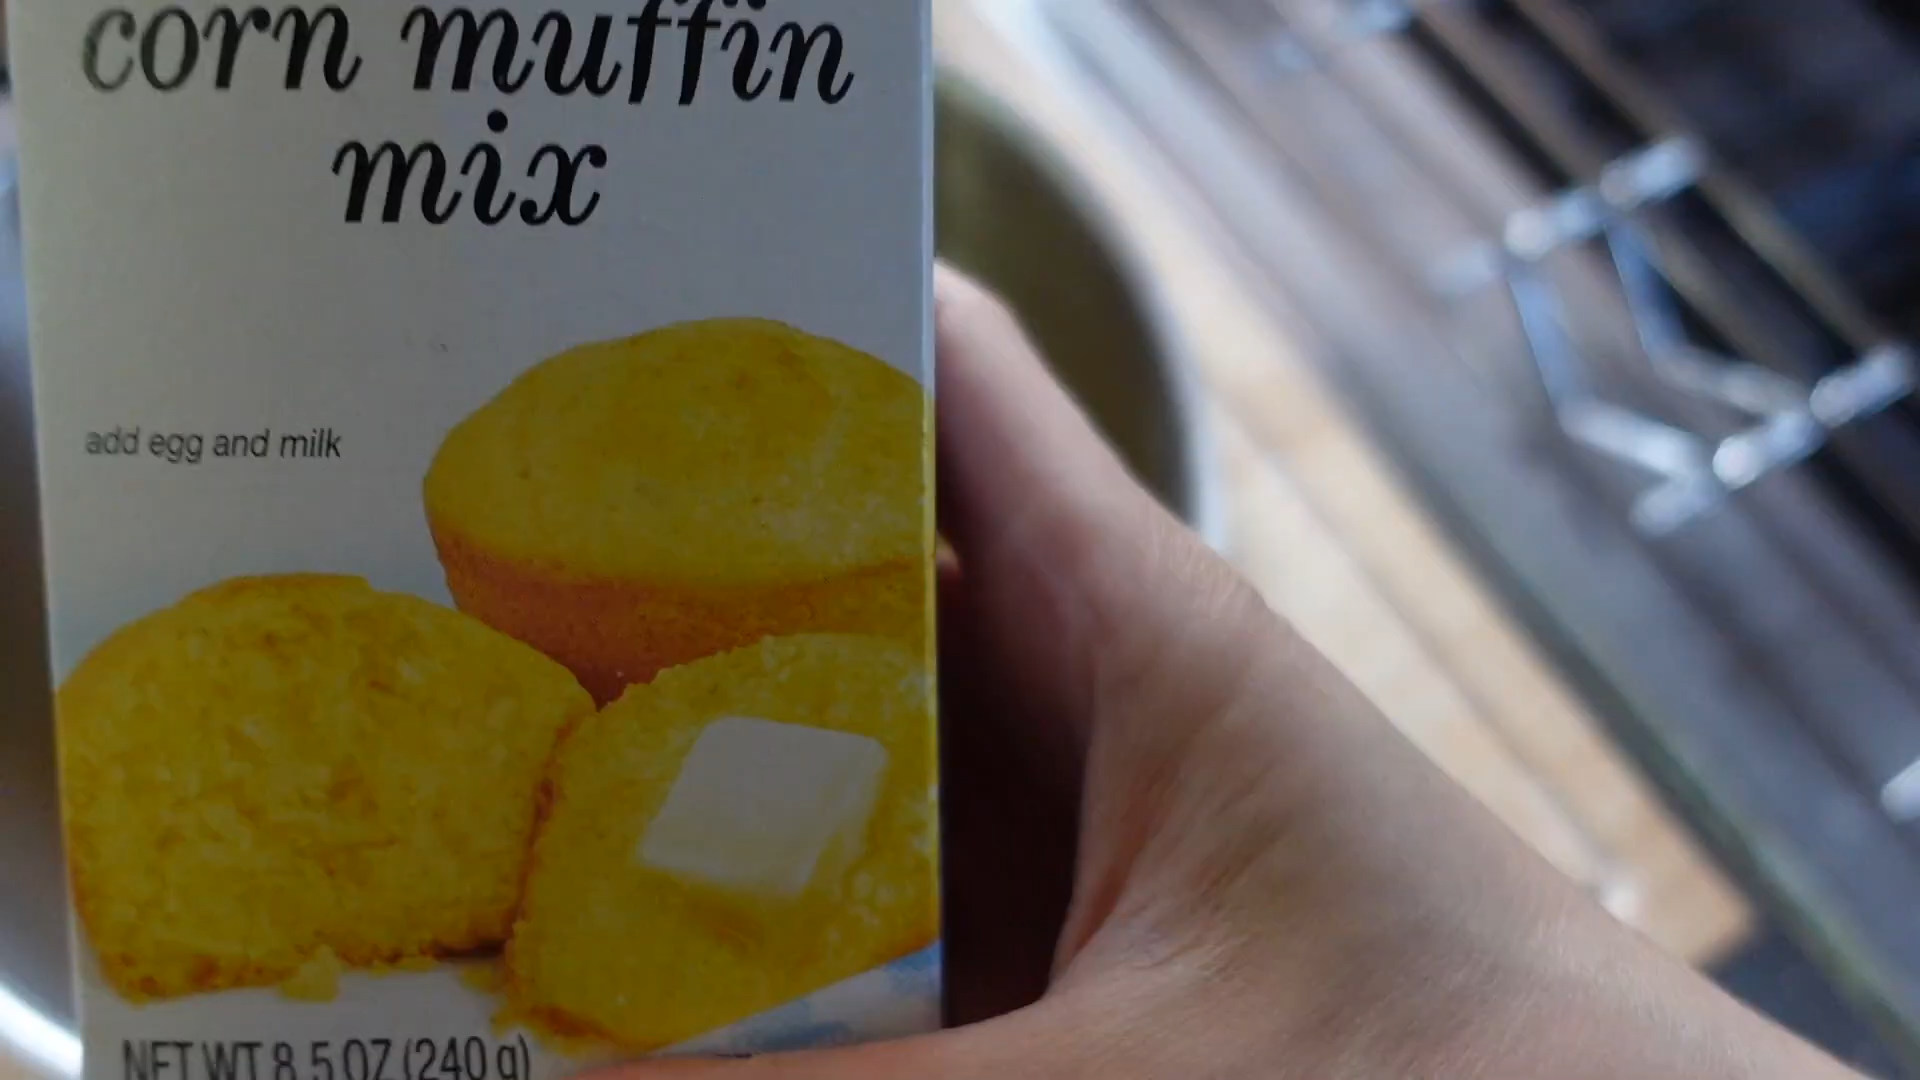 corn muffin
mix
add egg and milk
NET WT 8.5 OZ (240 g)